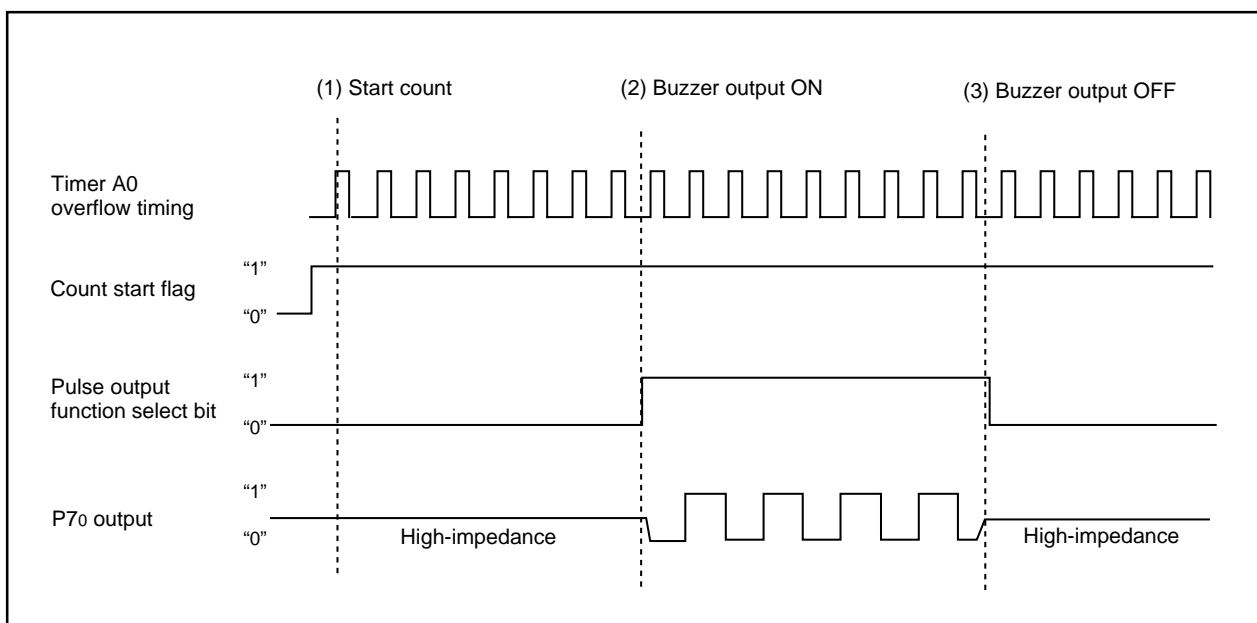 (1) Start count
(2) Buzzer output ON
(3) Buzzer output OFF
Timer A0
overflow timing
“1”
Count start flag
“0”
“1”
Pulse output
function select bit
“0”
“1”
P70 output
“0”
High-impedance
High-impedance